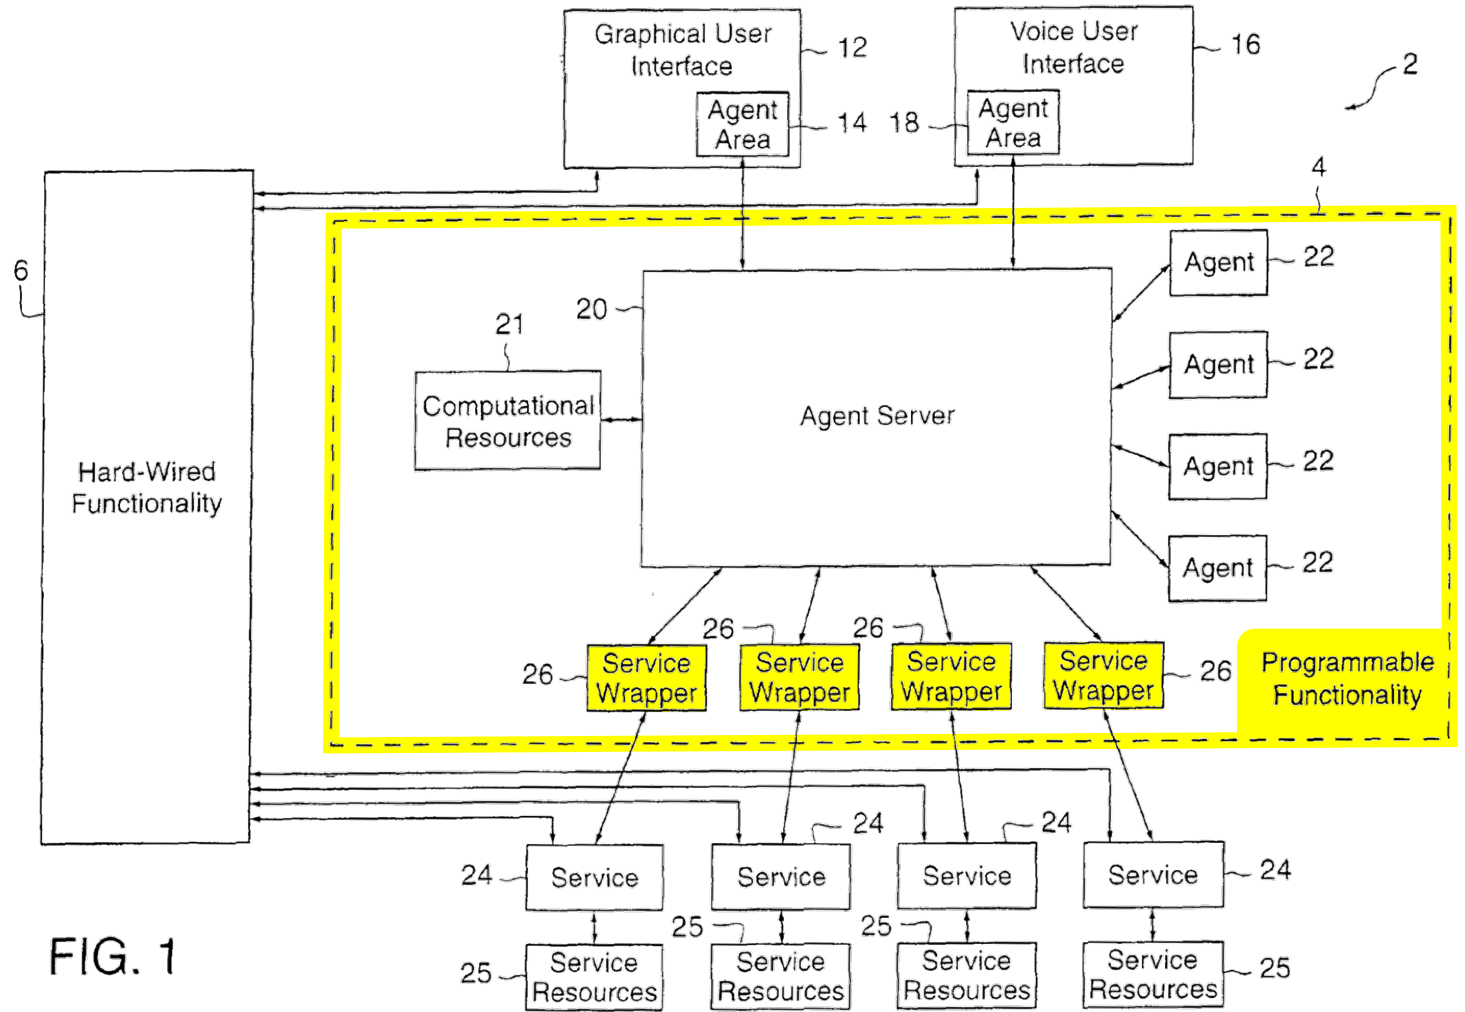 Graphical User
Interface
12
Agent
Area
14
Voice User
Interface
16
18
Agent
Area
2
4
6
Hard-Wired
Functionality
20
Agent Server
21
Computational
Resources
Agent
22
Agent
22
Agent
22
Agent
22
26
Service
Wrapper
26
Service
Wrapper
26
Service
Wrapper
Service
Wrapper
26
Programmable
Functionality
24
Service
24
Service
24
Service
Service
24
25
Service
Resources
25
Service
Resources
25
Service
Resources
Service
Resources
25
FIG. 1